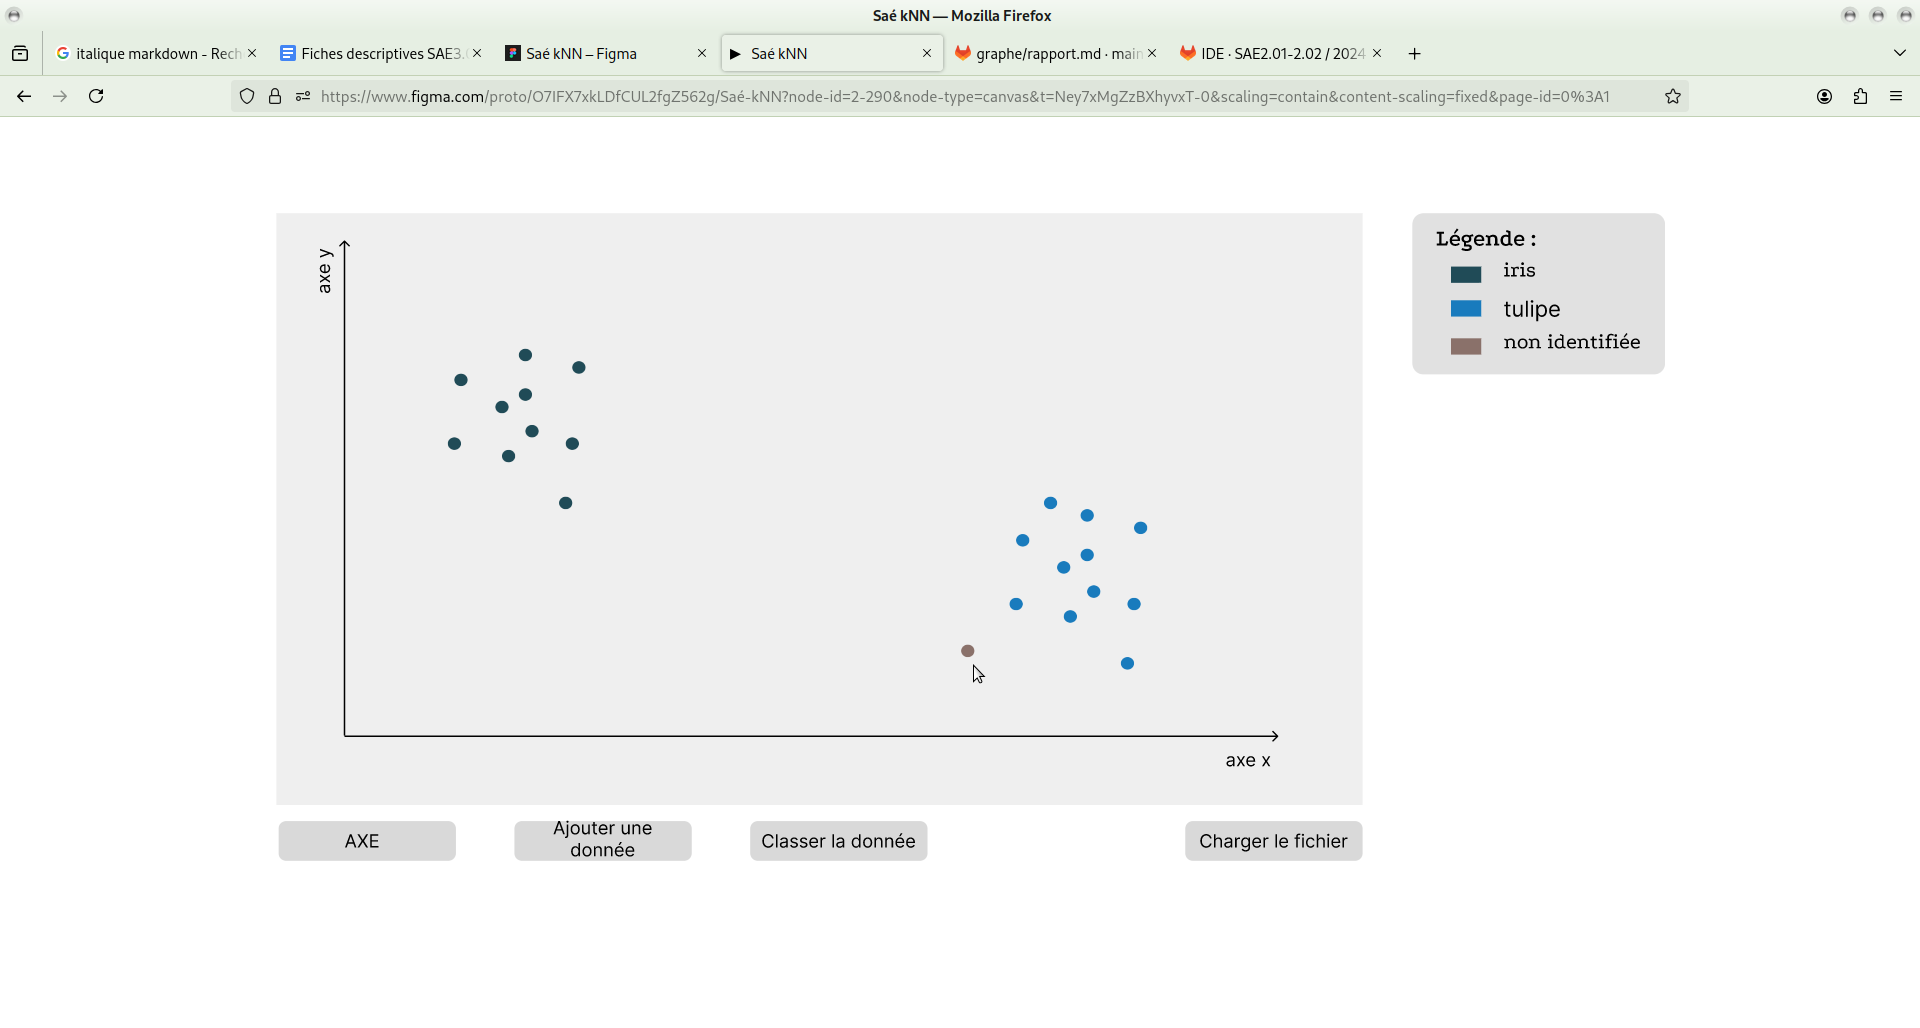 Saé kNN — Mozilla Firefox
italique markdown - Rech
Fiches descriptives SAE3.
Saé kNN – Figma
Saé kNN
graphe/rapport.md · main
IDE · SAE2.01-2.02 / 2024
https://www.figma.com/proto/O7IFX7xkLDfCUL2fgZ562g/Saé-kNN?node-id=2-290&node-type=canvas&t=Ney7xMgZzBXhyvxT-0&scaling=contain&content-scaling=fixed&page-id=0%3A1
axe y
Légende :
iris
tulipe
non identifiée
axe x
AXE
Ajouter une
donnée
Classer la donnée
Charger le fichier